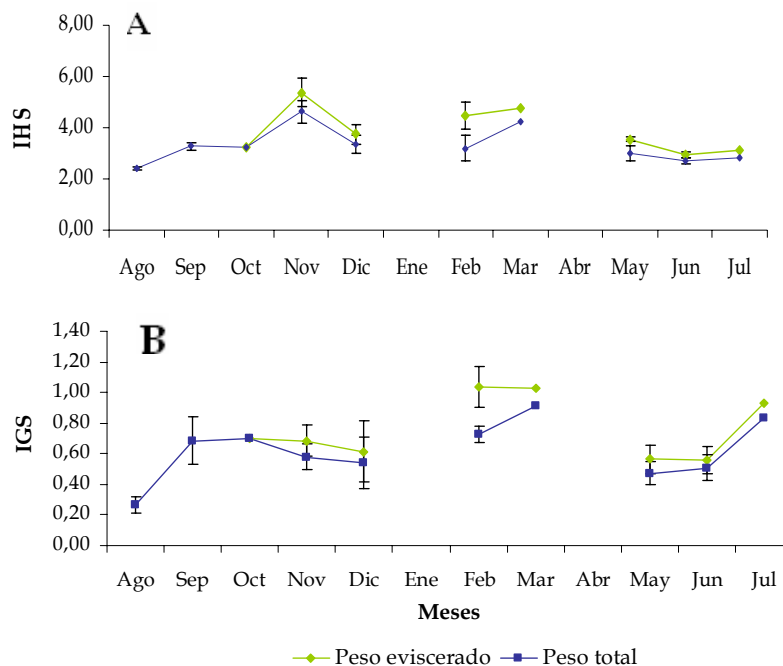 A
8,00
6,00
4,00
2,00
0,00
IHS
Ago Sep Oct Nov Dic Ene Feb Mar Abr May Jun Jul
B
1,40
1,20
1,00
0,80
0,60
0,40
0,20
0,00
IGS
Ago Sep Oct Nov Dic Ene Feb Mar Abr May Jun Jul
Meses
Peso eviscerado Peso total